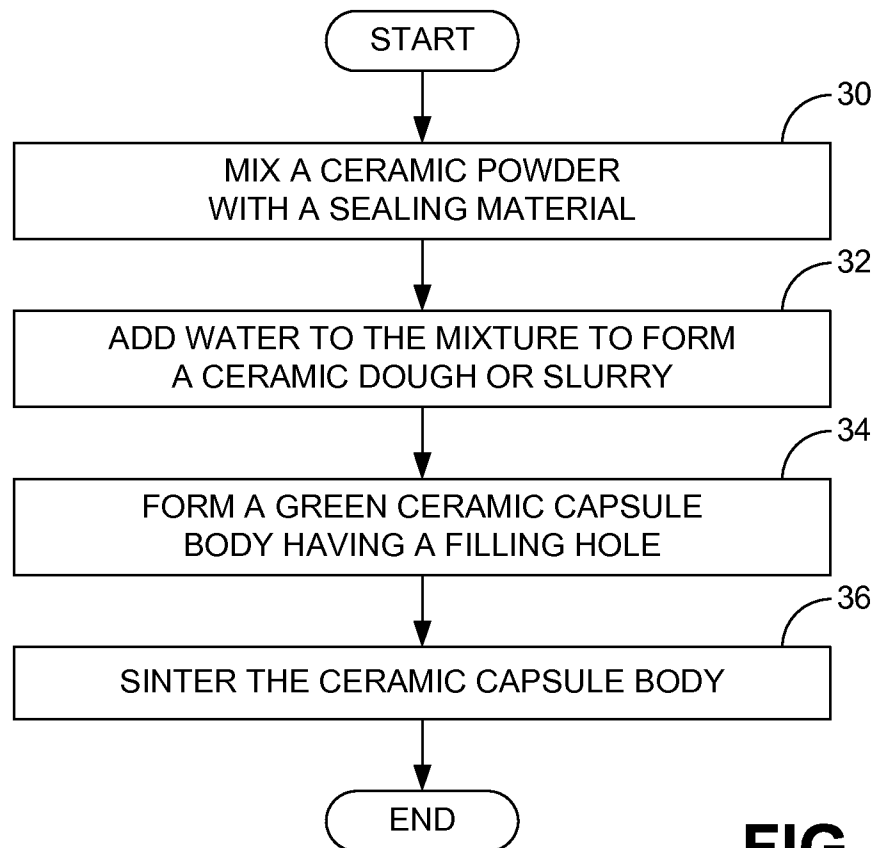 START
30
MIX A CERAMIC POWDER
WITH A SEALING MATERIAL
32
ADD WATER TO THE MIXTURE TO FORM
A CERAMIC DOUGH OR SLURRY
34
FORM A GREEN CERAMIC CAPSULE
BODY HAVING A FILLING HOLE
36
SINTER THE CERAMIC CAPSULE BODY
END
FIG